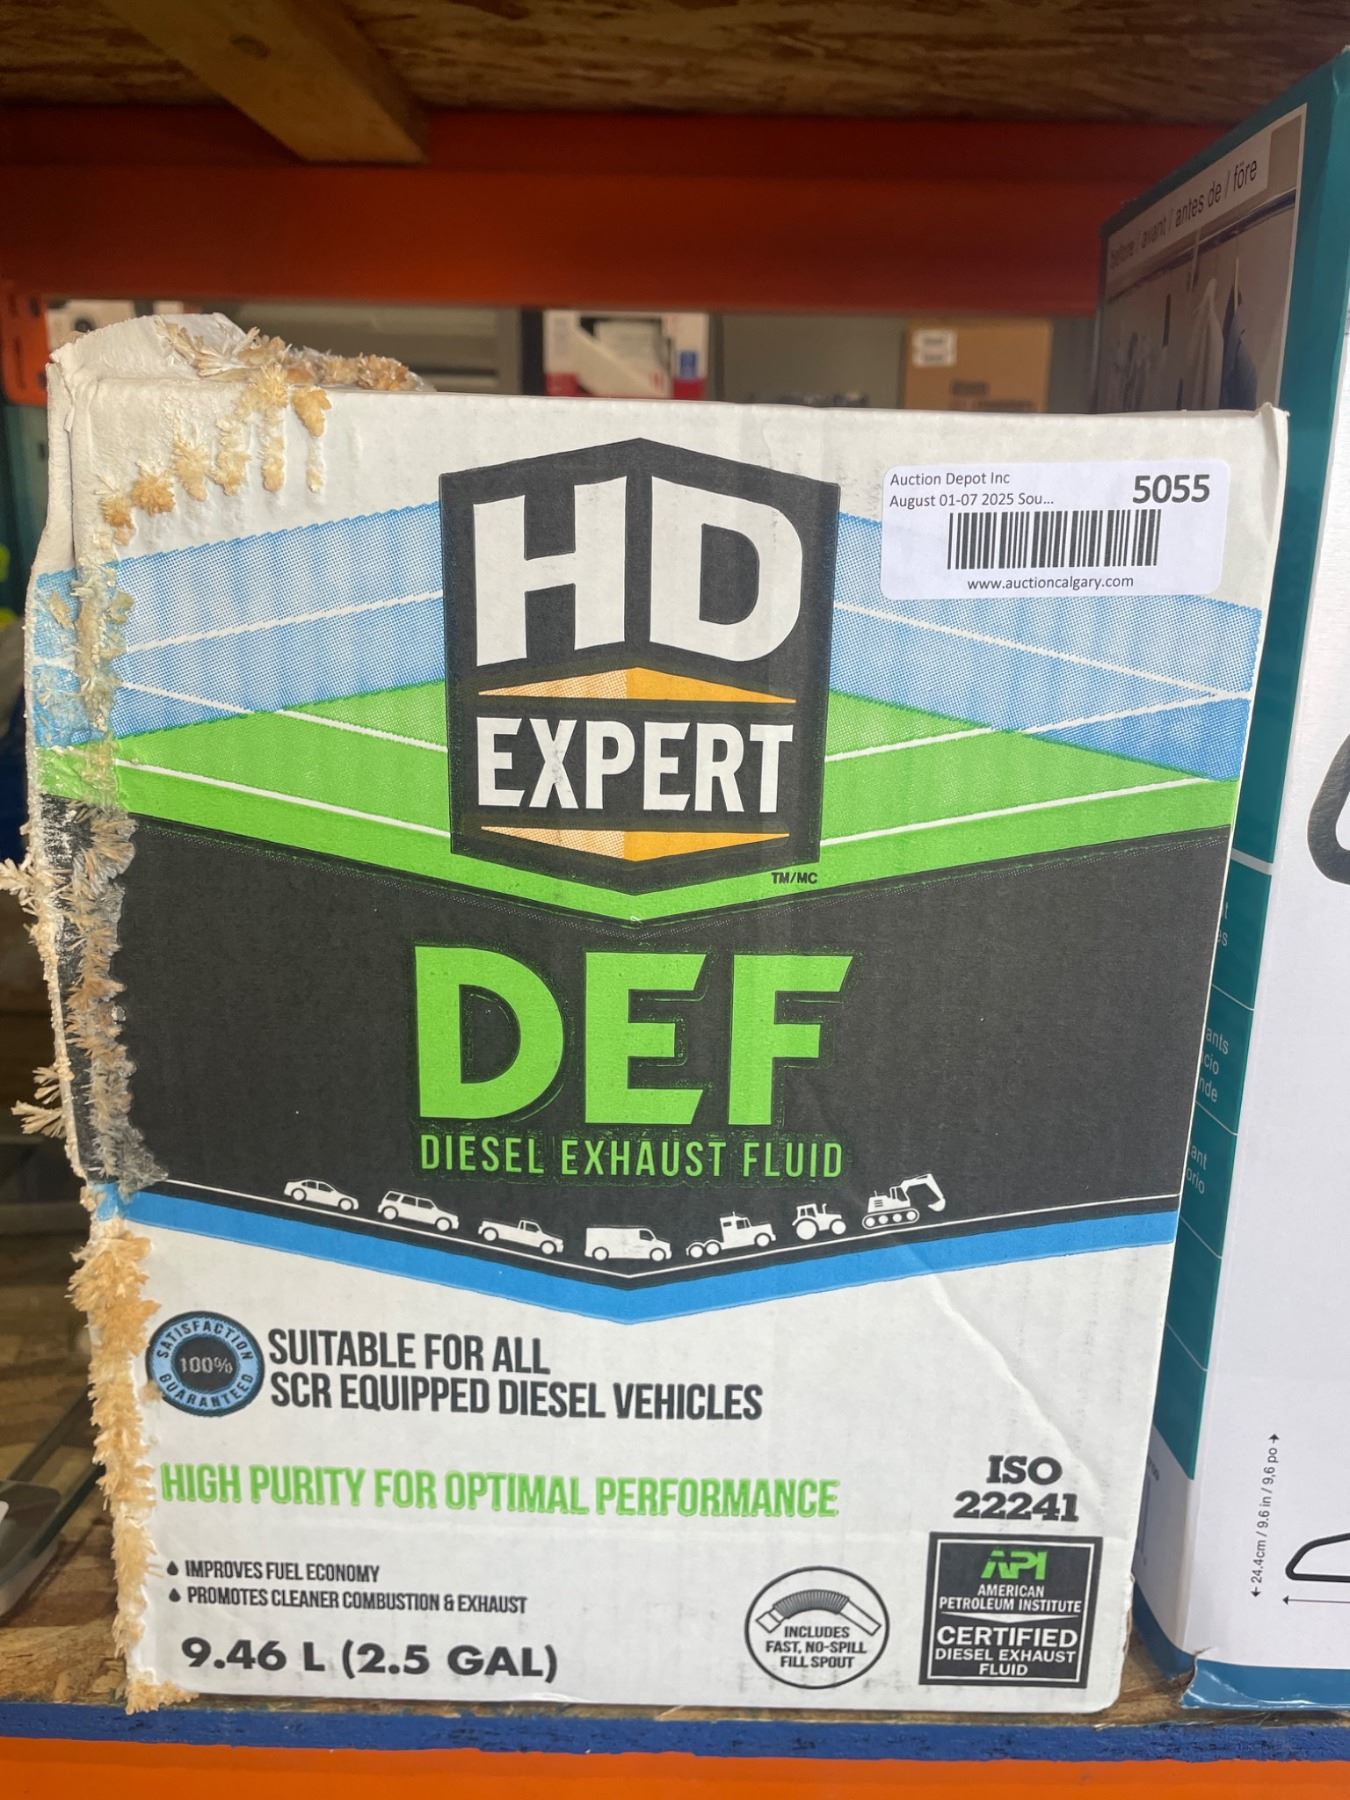 before / avant / antes de / före
Auction Depot Inc
August 01-07 2025 Sou...
5055
www.auctioncalgary.com
HD
EXPERT
TM/MC
DEF
DIESEL EXHAUST FLUID
SATISFACTION
100%
GUARANTEED
SUITABLE FOR ALL
SCR EQUIPPED DIESEL VEHICLES
HIGH PURITY FOR OPTIMAL PERFORMANCE
IMPROVES FUEL ECONOMY
PROMOTES CLEANER COMBUSTION & EXHAUST
9.46 L (2.5 GAL)
INCLUDES
FAST, NO-SPILL
FILL SPOUT
ISO
22241
API
AMERICAN
PETROLEUM INSTITUTE
CERTIFIED
DIESEL EXHAUST
FLUID
24.4cm / 9.6 in / 9,6 po